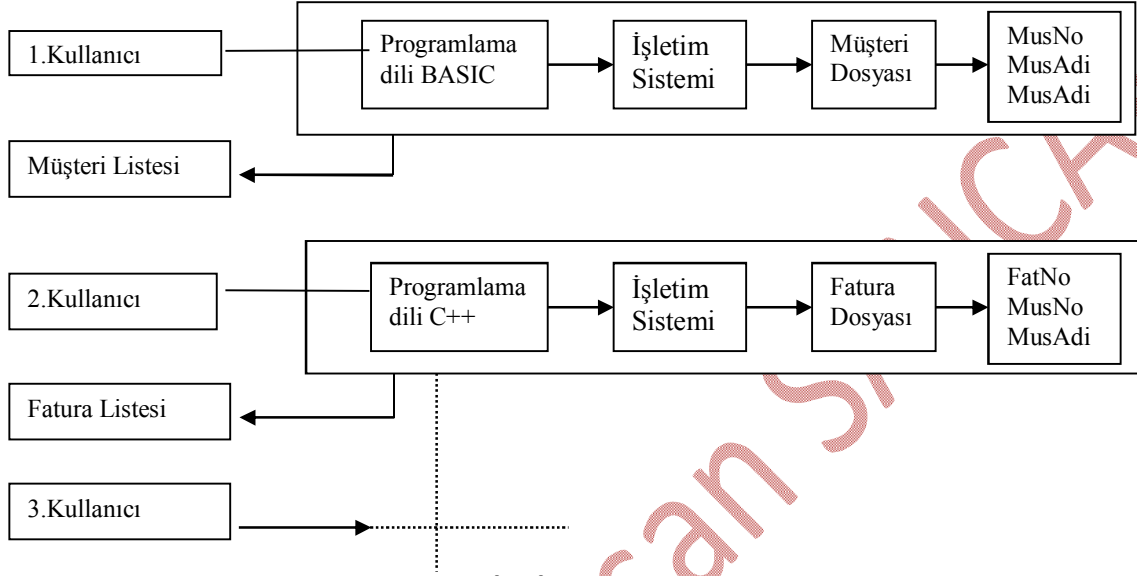 1.Kullanıcı
Programlama
dili BASIC
İşletim
Sistemi
Müşteri
Dosyası
MusNo
MusAdi
MusAdi
Müşteri Listesi
2.Kullanıcı
Programlama
dili C++
İşletim
Sistemi
Fatura
Dosyası
FatNo
MusNo
MusAdi
Fatura Listesi
3.Kullanıcı